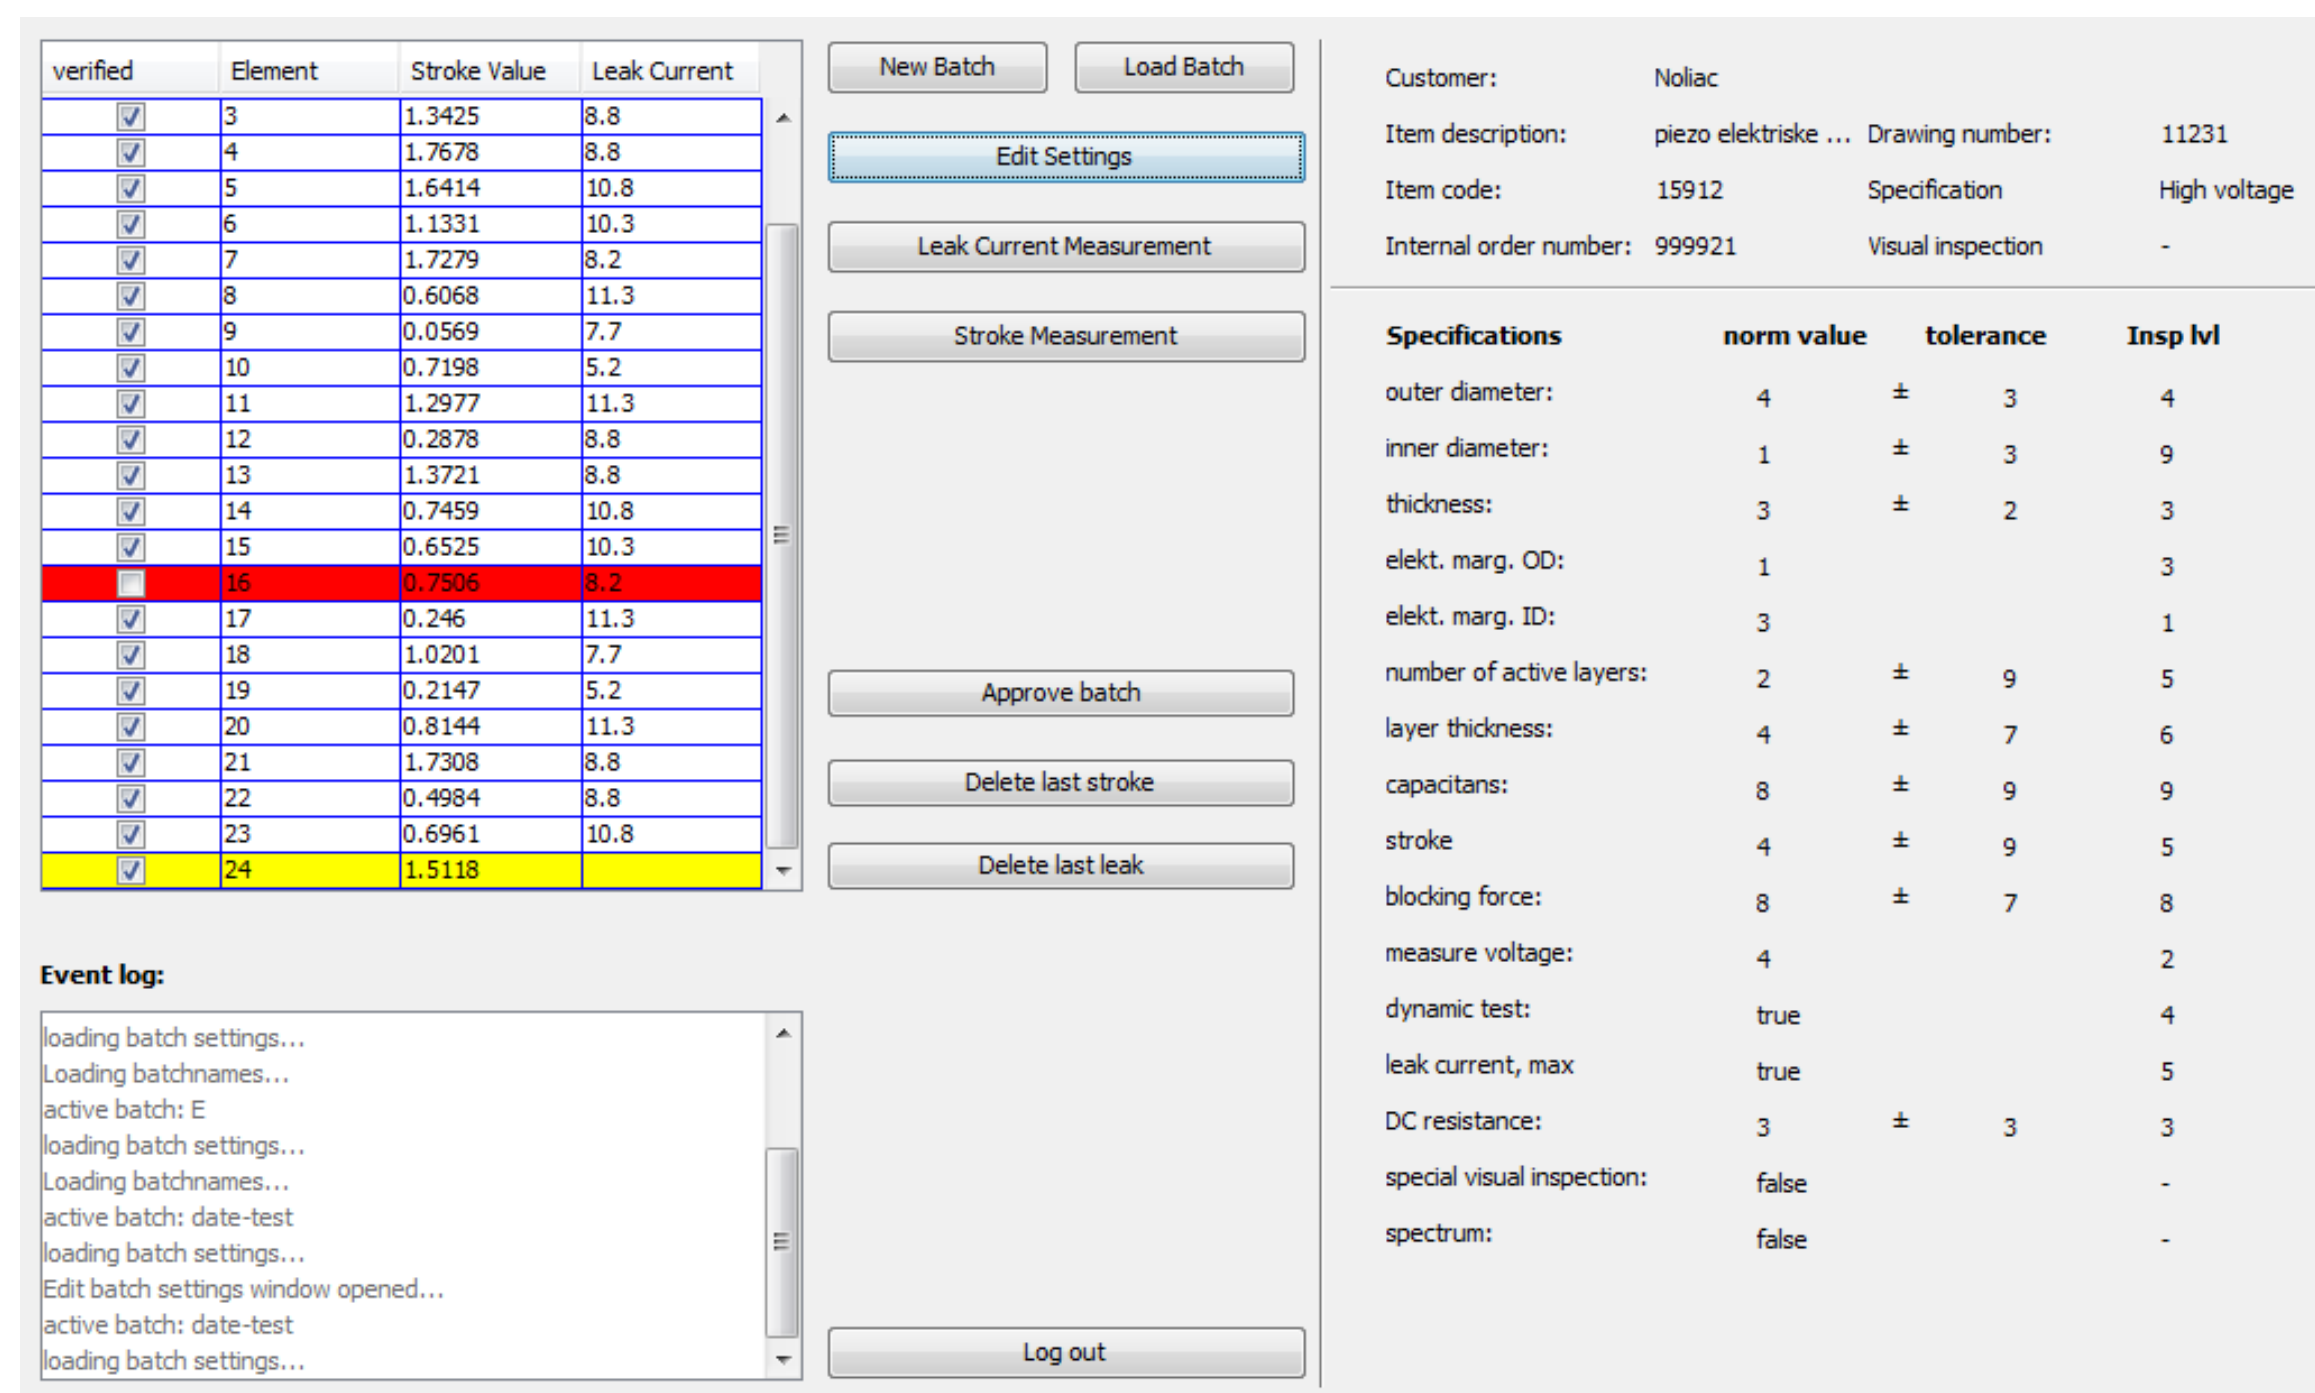 verified Element Stroke Value Leak Current
3 1.3425 8.8
4 1.7678 8.8
5 1.6414 10.8
6 1.1331 10.3
7 1.7279 8.2
8 0.6068 11.3
9 0.0569 7.7
10 0.7198 5.2
11 1.2977 11.3
12 0.2878 8.8
13 1.3721 8.8
14 0.7459 10.8
15 0.6525 10.3
16 0.7506 8.2
17 0.246 11.3
18 1.0201 7.7
19 0.2147 5.2
20 0.8144 11.3
21 1.7308 8.8
22 0.4984 8.8
23 0.6961 10.8
24 1.5118
Event log:
loading batch settings...
Loading batchnames...
active batch: E
loading batch settings...
Loading batchnames...
active batch: date-test
loading batch settings...
Edit batch settings window opened...
active batch: date-test
loading batch settings...
New Batch Load Batch
Edit Settings
Leak Current Measurement
Stroke Measurement
Approve batch
Delete last stroke
Delete last leak
Log out
Customer: Noliac
Item description: piezo elektriske ... Drawing number: 11231
Item code: 15912 Specification High voltage
Internal order number: 999921 Visual inspection -
Specifications norm value tolerance Insp lvl
outer diameter: 4 ± 3 4
inner diameter: 1 ± 3 9
thickness: 3 ± 2 3
elekt. marg. OD: 1 3
elekt. marg. ID: 3 1
number of active layers: 2 ± 9 5
layer thickness: 4 ± 7 6
capacitans: 8 ± 9 9
stroke 4 ± 9 5
blocking force: 8 ± 7 8
measure voltage: 4 2
dynamic test: true 4
leak current, max true 5
DC resistance: 3 ± 3 3
special visual inspection: false -
spectrum: false -